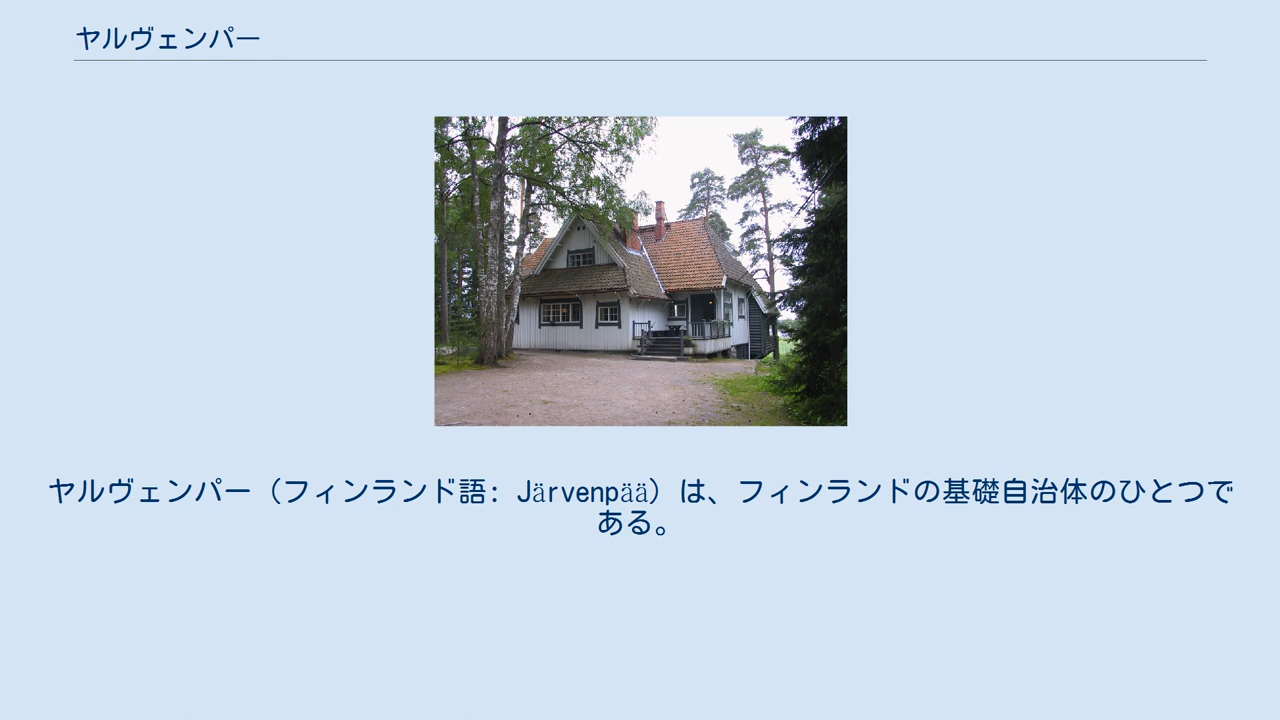 ヤルヴェンパー
ヤルヴェンパー（フィンランド語: Järvenpää）は、フィンランドの基礎自治体のひとつで
ある。